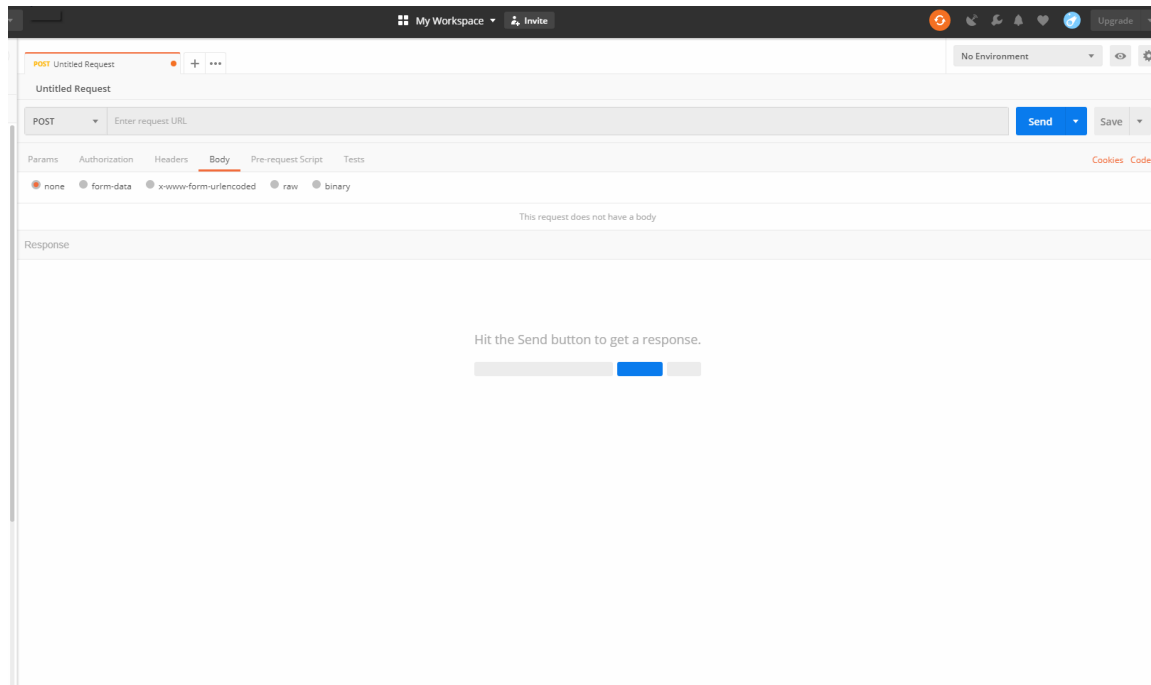 My Workspace Invite Upgrade
POST Untitled Request + ••• No Environment
Untitled Request
POST Enter request URL Send Save
Params Authorization Headers Body Pre-request Script Tests Cookies Code
none form-data x-www-form-urlencoded raw binary
This request does not have a body
Response
Hit the Send button to get a response.